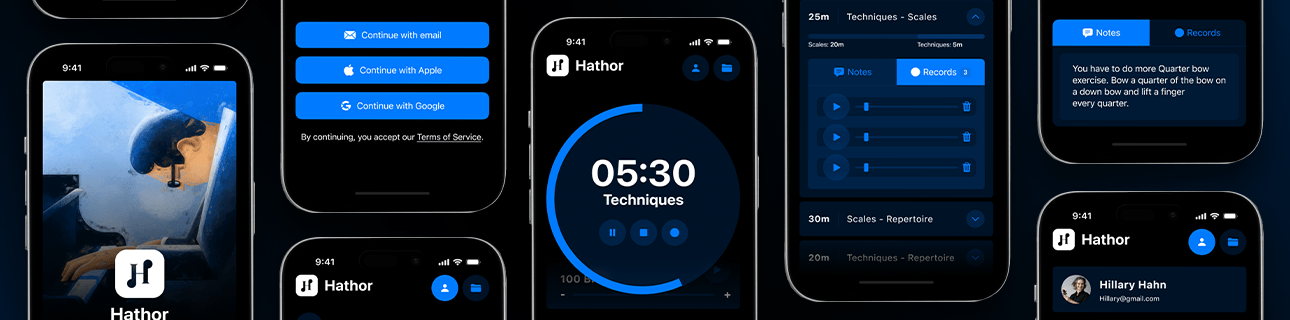 9:41
Hathor
Continue with email
Continue with Apple
Continue with Google
By continuing, you accept our Terms of Service.
9:41
Hathor
9:41
Hathor
05:30
Techniques
100 B
-
+
25m Techniques - Scales
Scales: 20m Techniques: 5m
Notes Records 3
30m Scales - Repertoire
20m Techniques - Repertoire
Notes Records
You have to do more Quarter bow
exercise. Bow a quarter of the bow on
a down bow and lift a finger
every quarter.
9:41
Hathor
Hillary Hahn
Hillary@gmail.com